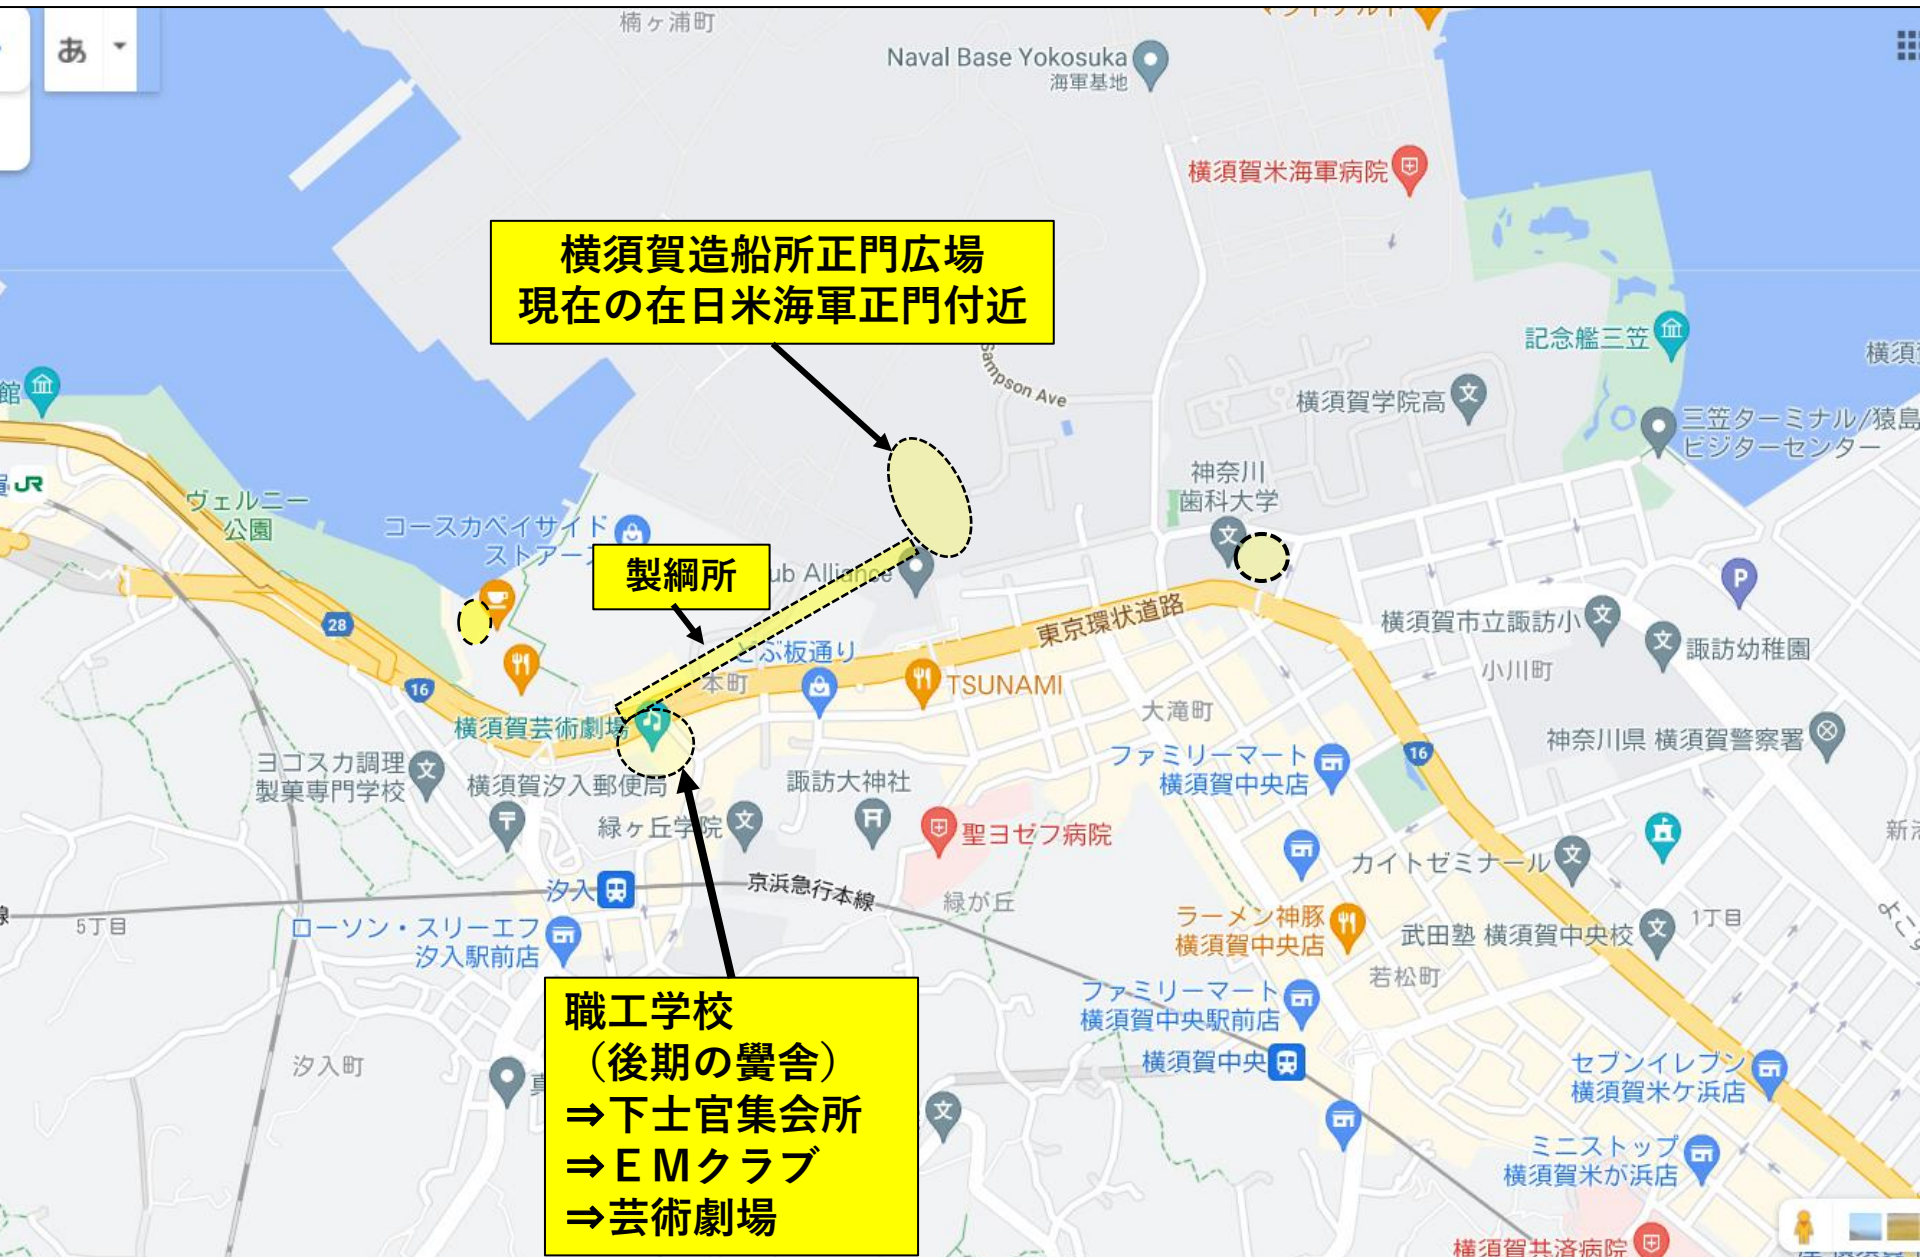 あ
楠ヶ浦町
Naval Base Yokosuka
海軍基地
横須賀米海軍病院
横須賀造船所正門広場
現在の在日米海軍正門付近
Sampson Ave
記念艦三笠
横須
館
横須賀学院高
三笠ターミナル/猿島
ビジターセンター
JR
神奈川
歯科大学
ヴェルニー
公園
コースカベイサイド
ストアー
製綱所
ub Alliance
28
東京環状道路
横須賀市立諏訪小
諏訪幼稚園
小川町
どぶ板通り
本町
TSUNAMI
16
大滝町
横須賀芸術劇場
神奈川県 横須賀警察署
16
ファミリーマート
横須賀中央店
ヨコスカ調理
製菓専門学校
横須賀汐入郵便局
諏訪大神社
緑ヶ丘学院
聖ヨゼフ病院
カイトゼミナール
汐入
京浜急行本線
緑が丘
5丁目
ローソン・スリーエフ
汐入駅前店
ラーメン神豚
横須賀中央店
武田塾 横須賀中央校
1丁目
若松町
職工学校
（後期の黌舎）
⇒下士官集会所
⇒ＥＭクラブ
⇒芸術劇場
ファミリーマート
横須賀中央駅前店
横須賀中央
汐入町
セブンイレブン
横須賀米ケ浜店
ミニストップ
横須賀米が浜店
横須賀共済病院
P